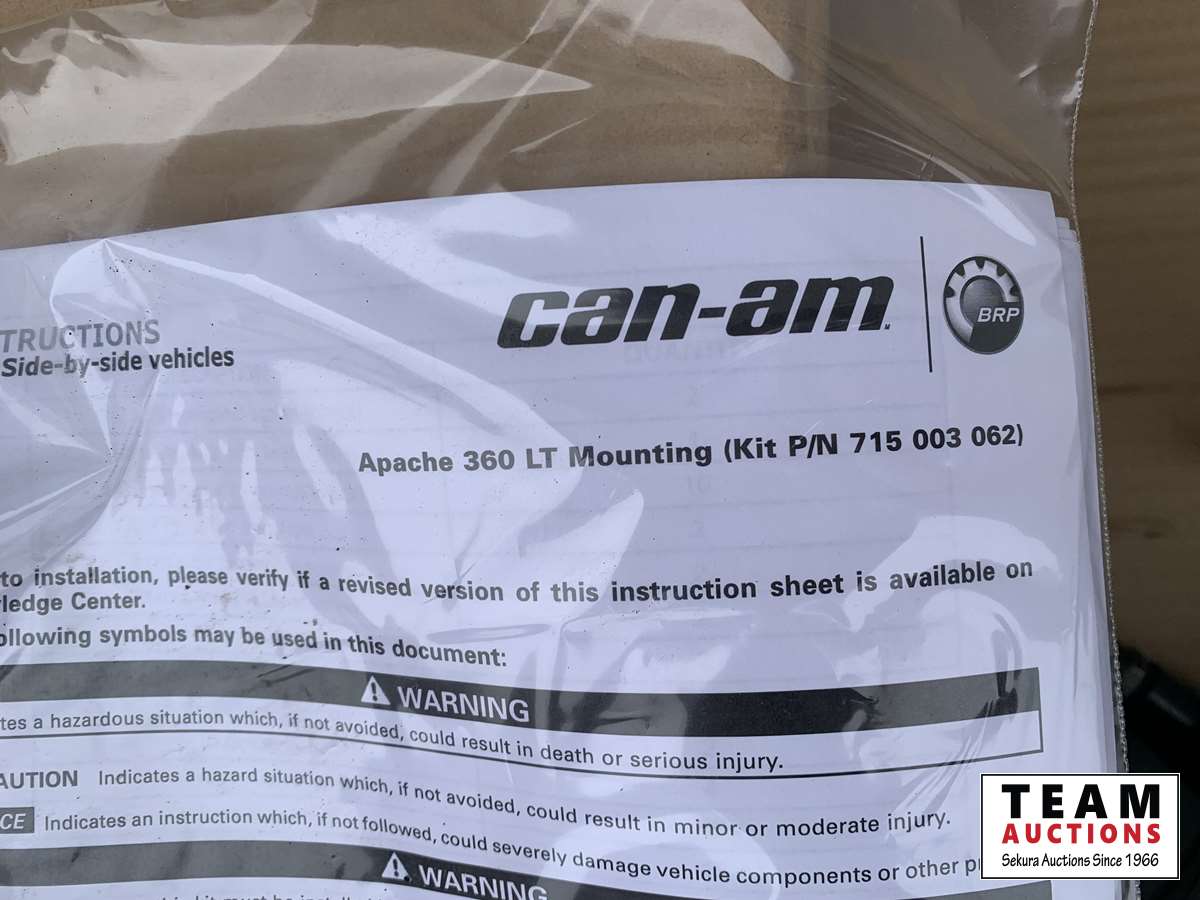 can-am
BRP
TRUCTIONS
Side-by-side vehicles
Apache 360 LT Mounting (Kit P/N 715 003 062)
to installation, please verify if a revised version of this instruction sheet is available on
ledge Center.
ollowing symbols may be used in this document:
WARNING
tes a hazardous situation which, if not avoided, could result in death or serious injury.
AUTION Indicates a hazard situation which, if not avoided, could result in minor or moderate injury.
CE Indicates an instruction which, if not followed, could severely damage vehicle components or other p
WARNING
TEAM
AUCTIONS
Sekura Auctions Since 1966